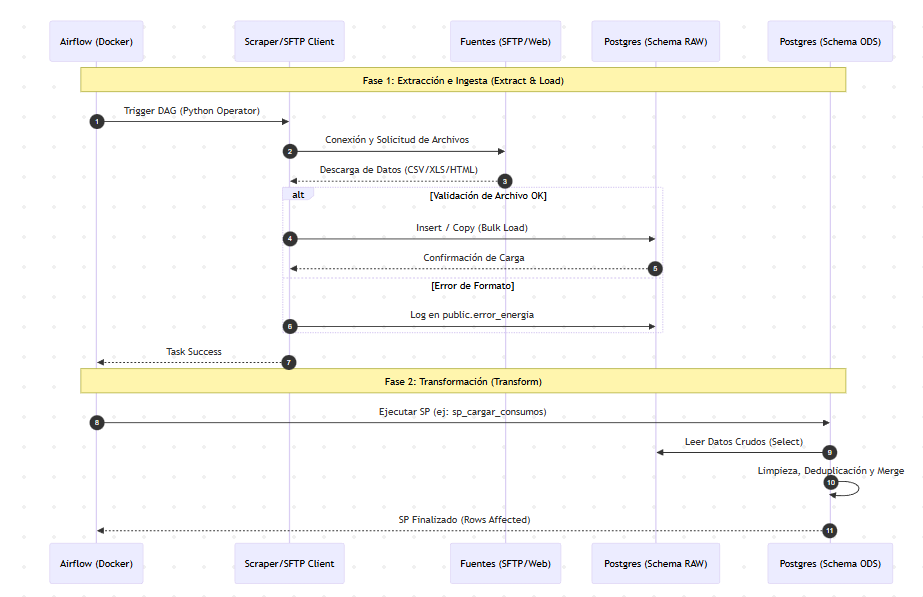 Airflow (Docker)
Scraper/SFTP Client
Fuentes (SFTP/Web)
Postgres (Schema RAW)
Postgres (Schema ODS)
Fase 1: Extracción e Ingesta (Extract & Load)
Trigger DAG (Python Operator)
1
Conexión y Solicitud de Archivos
2
Descarga de Datos (CSV/XLS/HTML)
3
alt
[Validación de Archivo OK]
Insert / Copy (Bulk Load)
4
Confirmación de Carga
5
[Error de Formato]
Log en public.error_energia
6
Task Success
7
Fase 2: Transformación (Transform)
Ejecutar SP (ej: sp_cargar_consumos)
8
Leer Datos Crudos (Select)
9
Limpieza, Deduplicación y Merge
10
SP Finalizado (Rows Affected)
11
Airflow (Docker)
Scraper/SFTP Client
Fuentes (SFTP/Web)
Postgres (Schema RAW)
Postgres (Schema ODS)